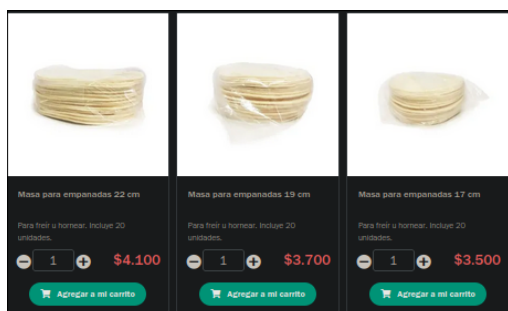 Masa para empanadas 22 cm
Para freír u hornear. Incluye 20
unidades.
1
$4.100
Agregar a mi carrito
Masa para empanadas 19 cm
Para freír u hornear. Incluye 20
unidades.
1
$3.700
Agregar a mi carrito
Masa para empanadas 17 cm
Para freír u hornear. Incluye 20
unidades.
1
$3.500
Agregar a mi carrito